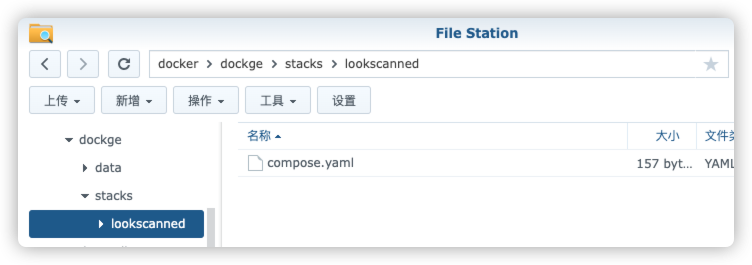 File Station
docker › dockge › stacks › lookscanned
上传 新增 操作 工具 设置
dockge
data
stacks
lookscanned
名称 大小 文件类
compose.yaml 157 byt... YAML